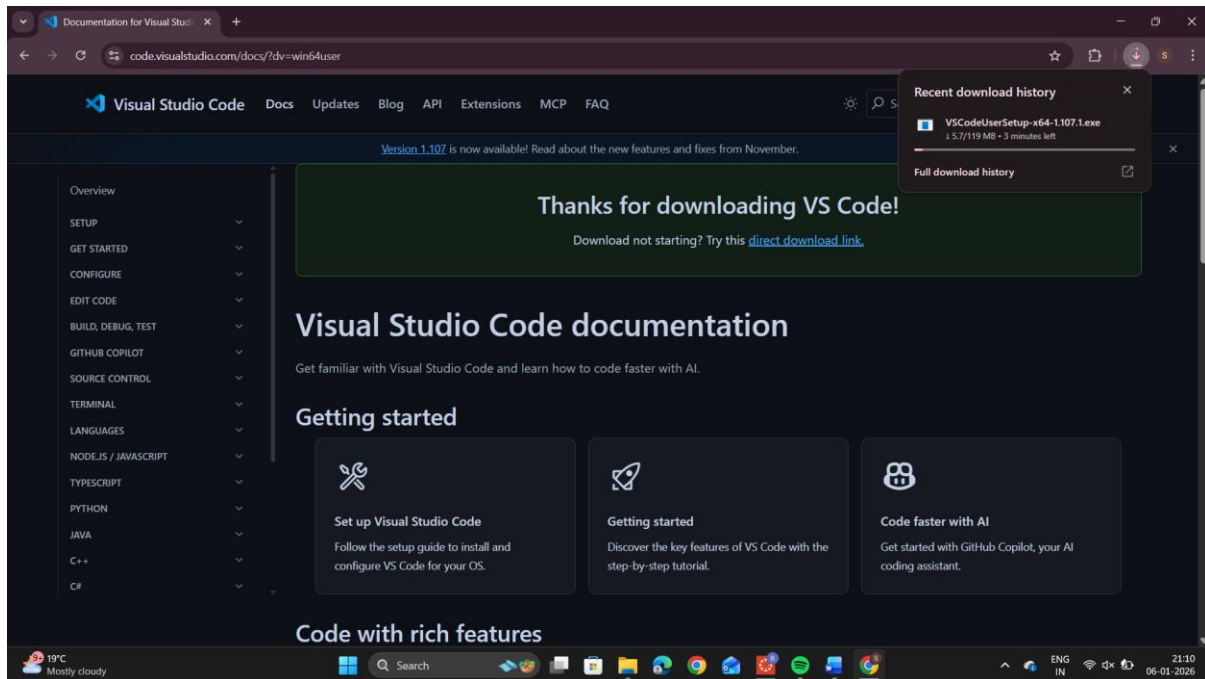 Documentation for Visual Studi
code.visualstudio.com/docs/?dv=win64user
S
Visual Studio Code Docs Updates Blog API Extensions MCP FAQ
Recent download history
VSCodeUserSetup-x64-1.107.1.exe
↓ 5.7/119 MB • 3 minutes left
Full download history
Version 1.107 is now available! Read about the new features and fixes from November.
Thanks for downloading VS Code!
Download not starting? Try this direct download link.
Overview
SETUP
GET STARTED
CONFIGURE
EDIT CODE
BUILD, DEBUG, TEST
GITHUB COPILOT
SOURCE CONTROL
TERMINAL
LANGUAGES
NODE.JS / JAVASCRIPT
TYPESCRIPT
PYTHON
JAVA
C++
C#
Visual Studio Code documentation
Get familiar with Visual Studio Code and learn how to code faster with AI.
Getting started
Set up Visual Studio Code
Follow the setup guide to install and
configure VS Code for your OS.
Getting started
Discover the key features of VS Code with the
step-by-step tutorial.
Code faster with AI
Get started with GitHub Copilot, your AI
coding assistant.
Code with rich features
19°C
Mostly cloudy
Search
ENG
IN
21:10
06-01-2026